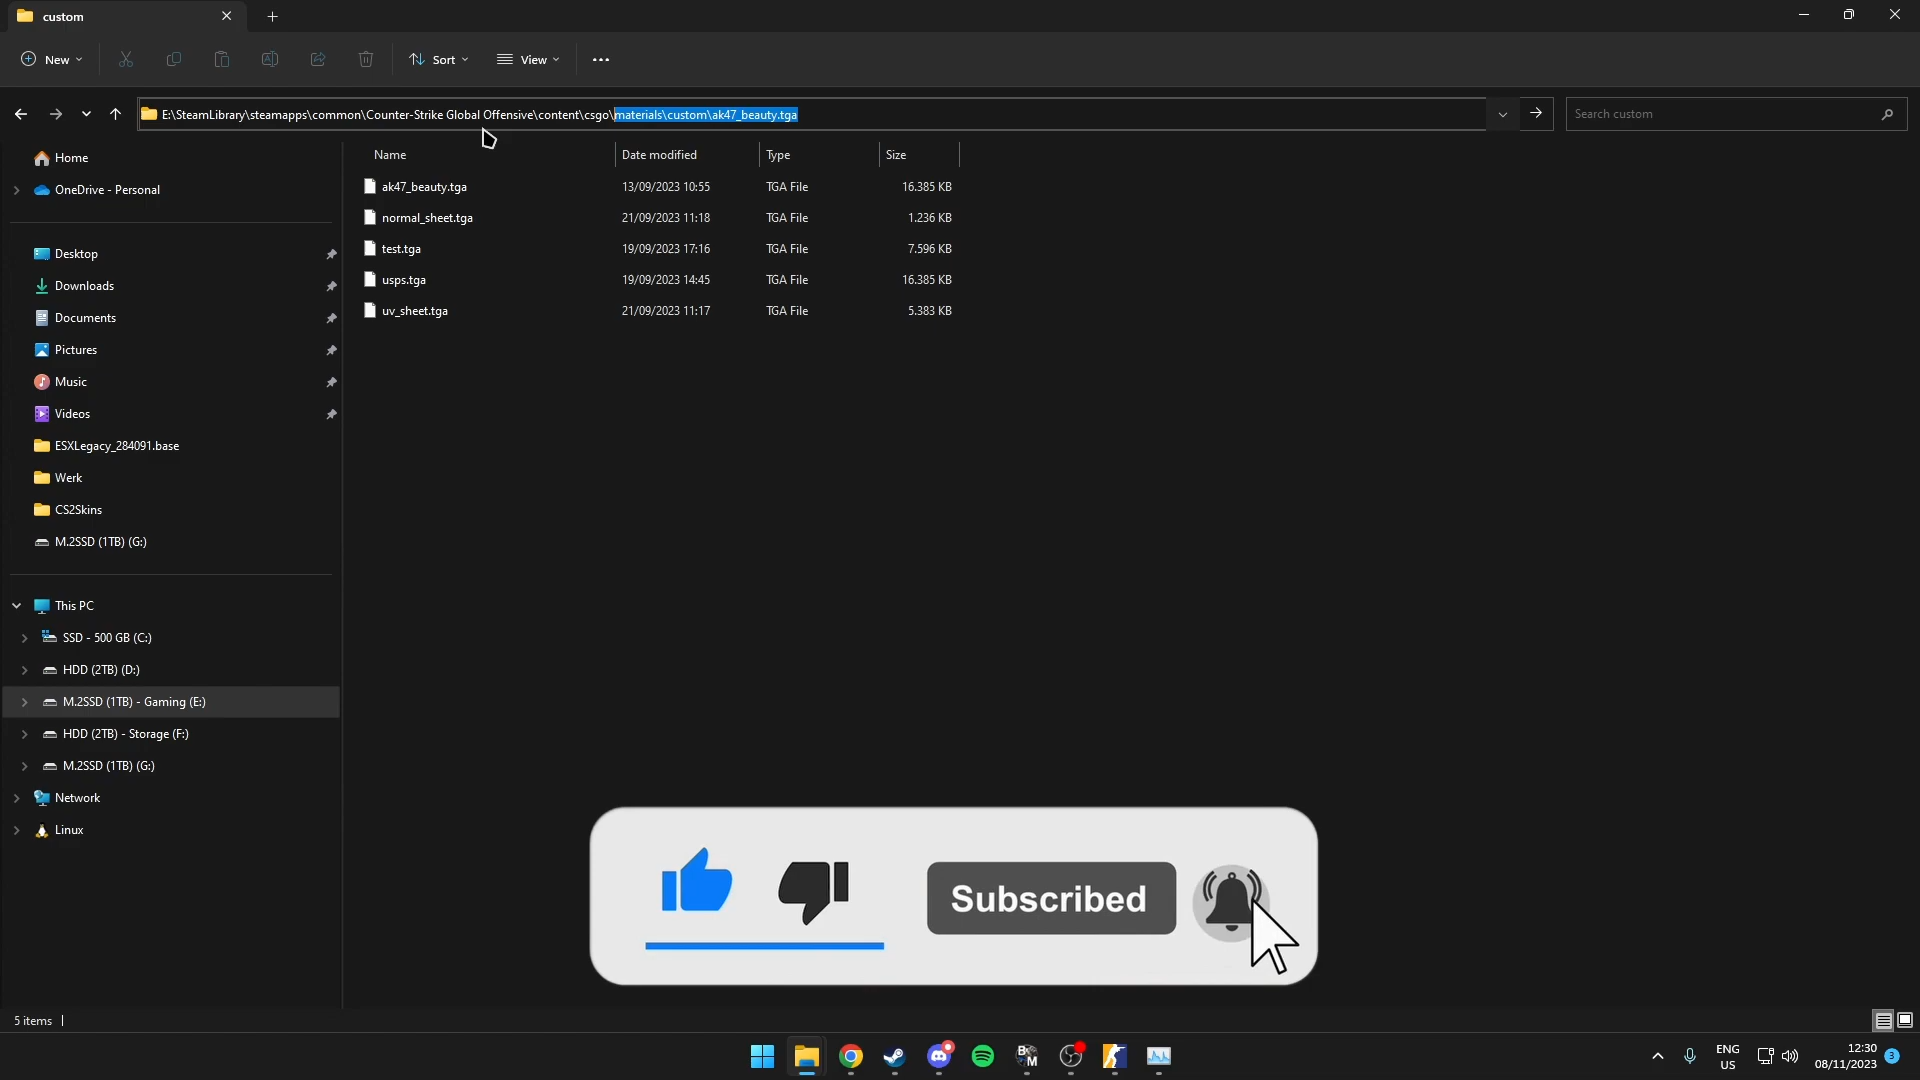 custom
New
Sort
View
E:\SteamLibrary\steamapps\common\Counter-Strike Global Offensive\content\csgo\materials\custom\ak47_beauty.tga
Search custom
Name Date modified Type Size
ak47_beauty.tga 13/09/2023 10:55 TGA File 16.385 KB
normal_sheet.tga 21/09/2023 11:18 TGA File 1.236 KB
test.tga 19/09/2023 17:16 TGA File 7.596 KB
usps.tga 19/09/2023 14:45 TGA File 16.385 KB
uv_sheet.tga 21/09/2023 11:17 TGA File 5.383 KB
Home
OneDrive - Personal
Desktop
Downloads
Documents
Pictures
Music
Videos
ESXLegacy_284091.base
Werk
CS2Skins
M.2SSD (1TB) (G:)
This PC
SSD - 500 GB (C:)
HDD (2TB) (D:)
M.2SSD (1TB) - Gaming (E:)
HDD (2TB) - Storage (F:)
M.2SSD (1TB) (G:)
Network
Linux
Subscribed
5 items
ENG
US
12:30
08/11/2023
3